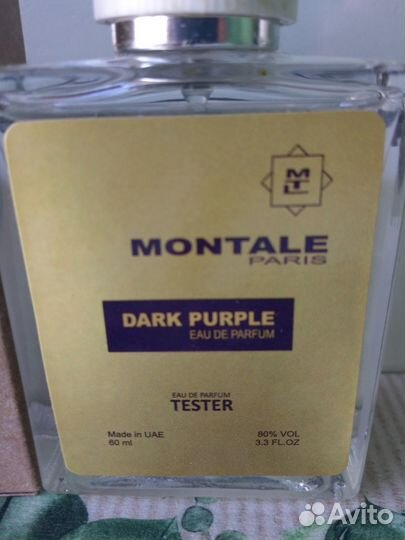 MTL
MONTALE
PARIS
DARK PURPLE
EAU DE PARFUM
EAU DE PARFUM
TESTER
Made in UAE 80% VOL
60 ml 3.3 FL.OZ
Avito